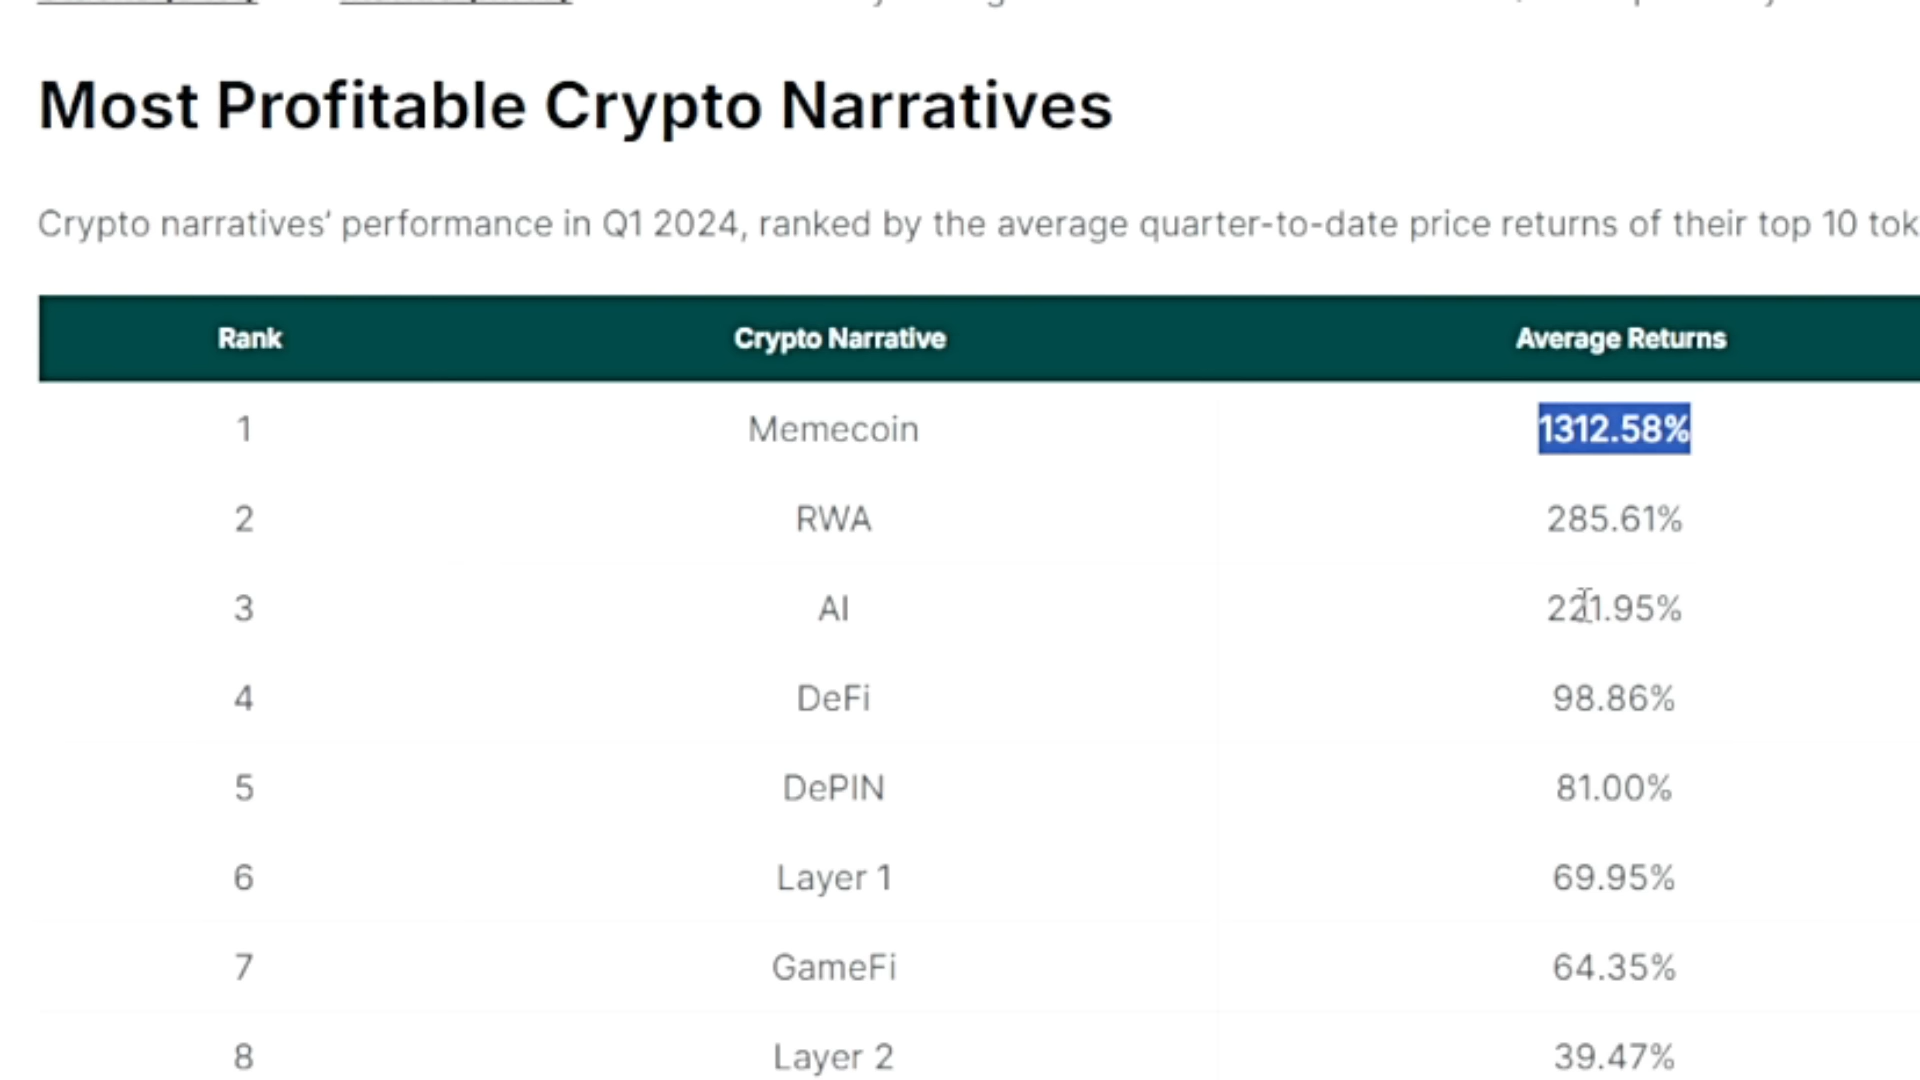 Most Profitable Crypto Narratives
Crypto narratives' performance in Q1 2024, ranked by the average quarter-to-date price returns of their top 10 tok
Rank Crypto Narrative Average Returns
1 Memecoin 1312.58%
2 RWA 285.61%
3 AI 221.95%
4 DeFi 98.86%
5 DePIN 81.00%
6 Layer 1 69.95%
7 GameFi 64.35%
8 Layer 2 39.47%